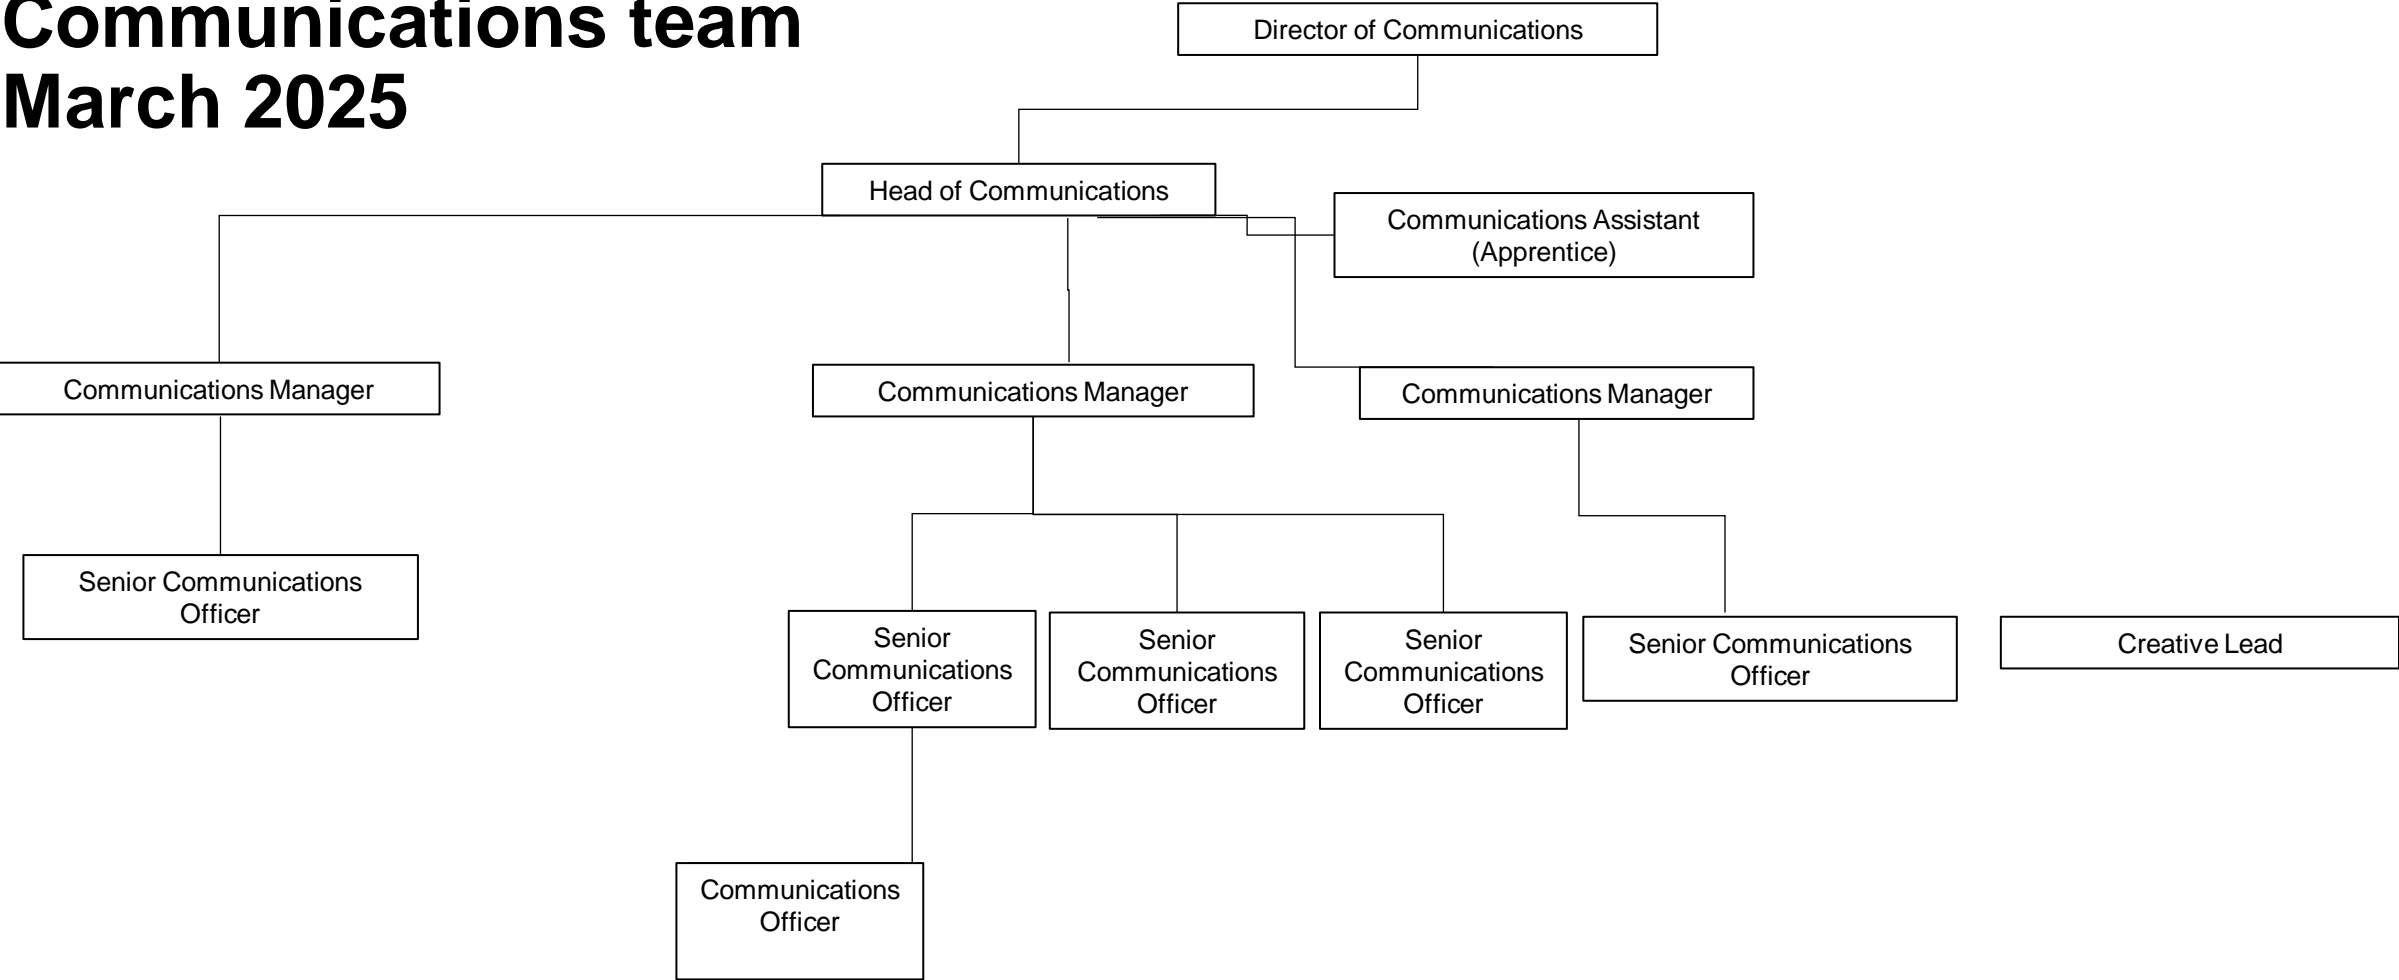 Communications team
March 2025
Director of Communications
Head of Communications
Communications Assistant
(Apprentice)
Communications Manager
Communications Manager
Communications Manager
Senior Communications
Officer
Senior
Communications
Officer
Senior
Communications
Officer
Senior
Communications
Officer
Senior Communications
Officer
Creative Lead
Communications
Officer